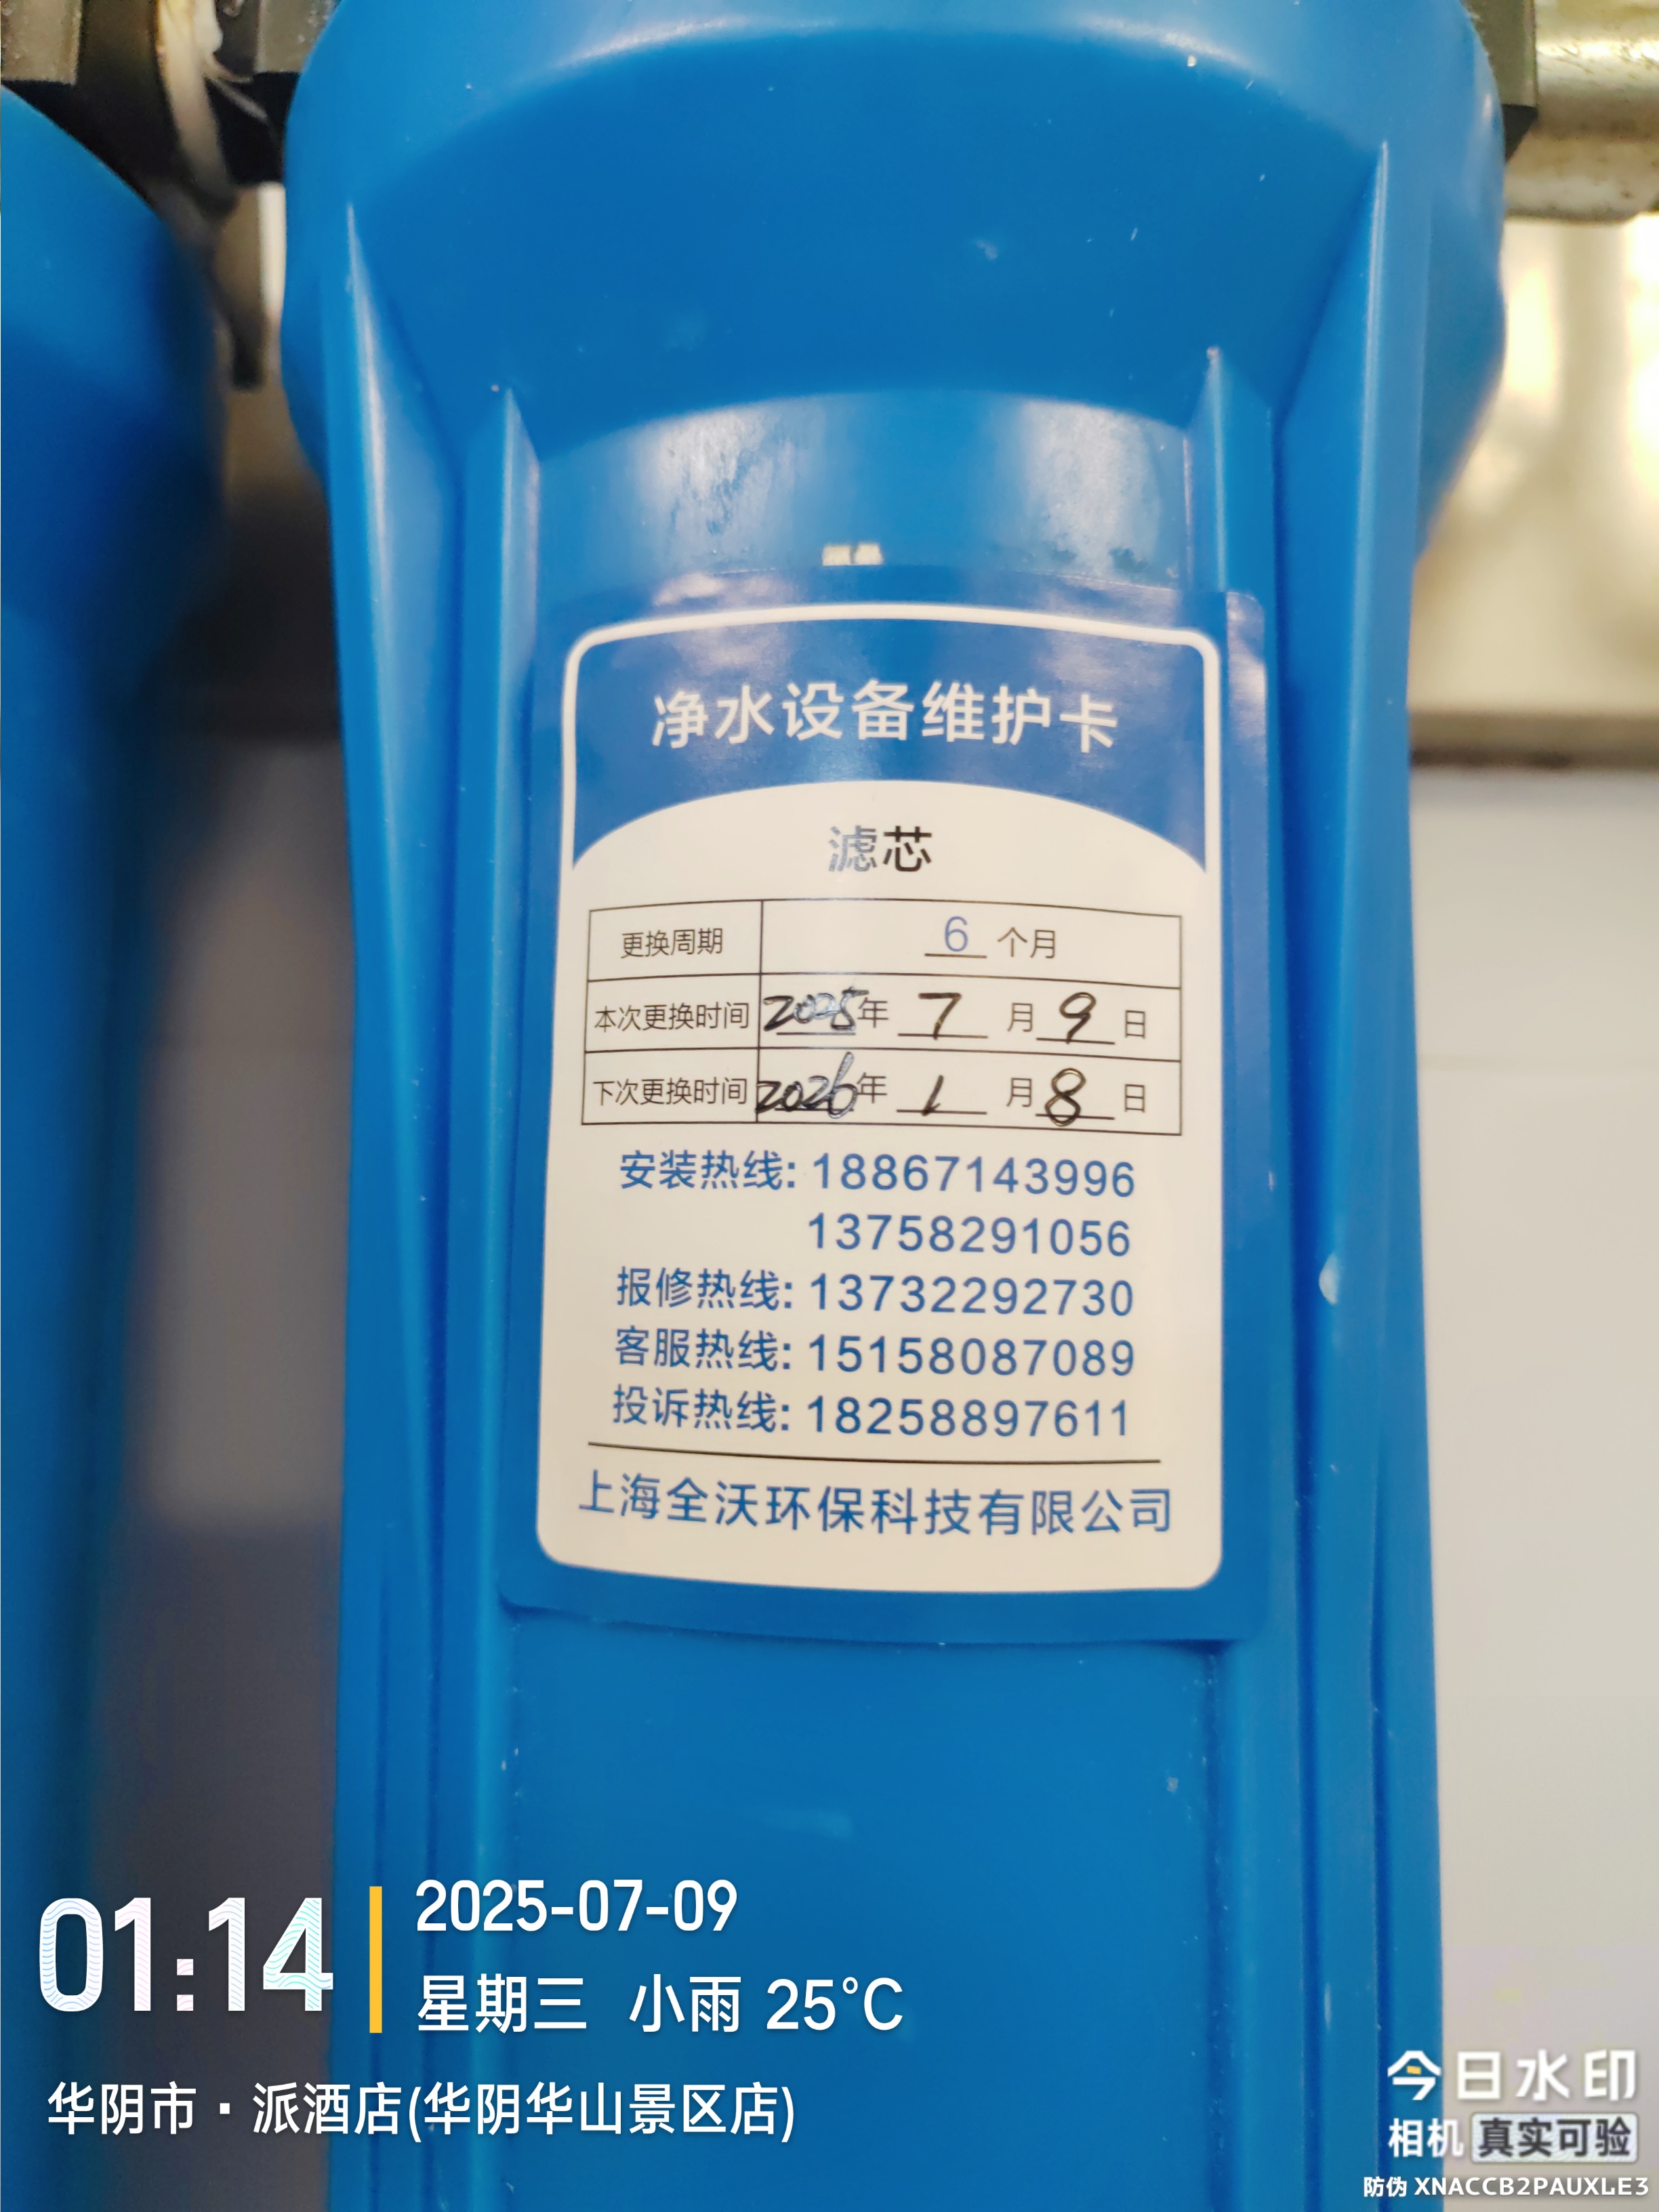 净水设备维护卡
滤芯
更换周期 6 个月
本次更换时间 2025年 7 月 9 日
下次更换时间 2026年 1 月 8 日
安装热线: 18867143996
13758291056
报修热线: 13732292730
客服热线: 15158087089
投诉热线: 18258897611
上海全沃环保科技有限公司
01:14
2025-07-09
星期三 小雨 25°C
华阴市·派酒店(华阴华山景区店)
今日水印
相机 真实可验
防伪 XNACCB2PAUXLE3